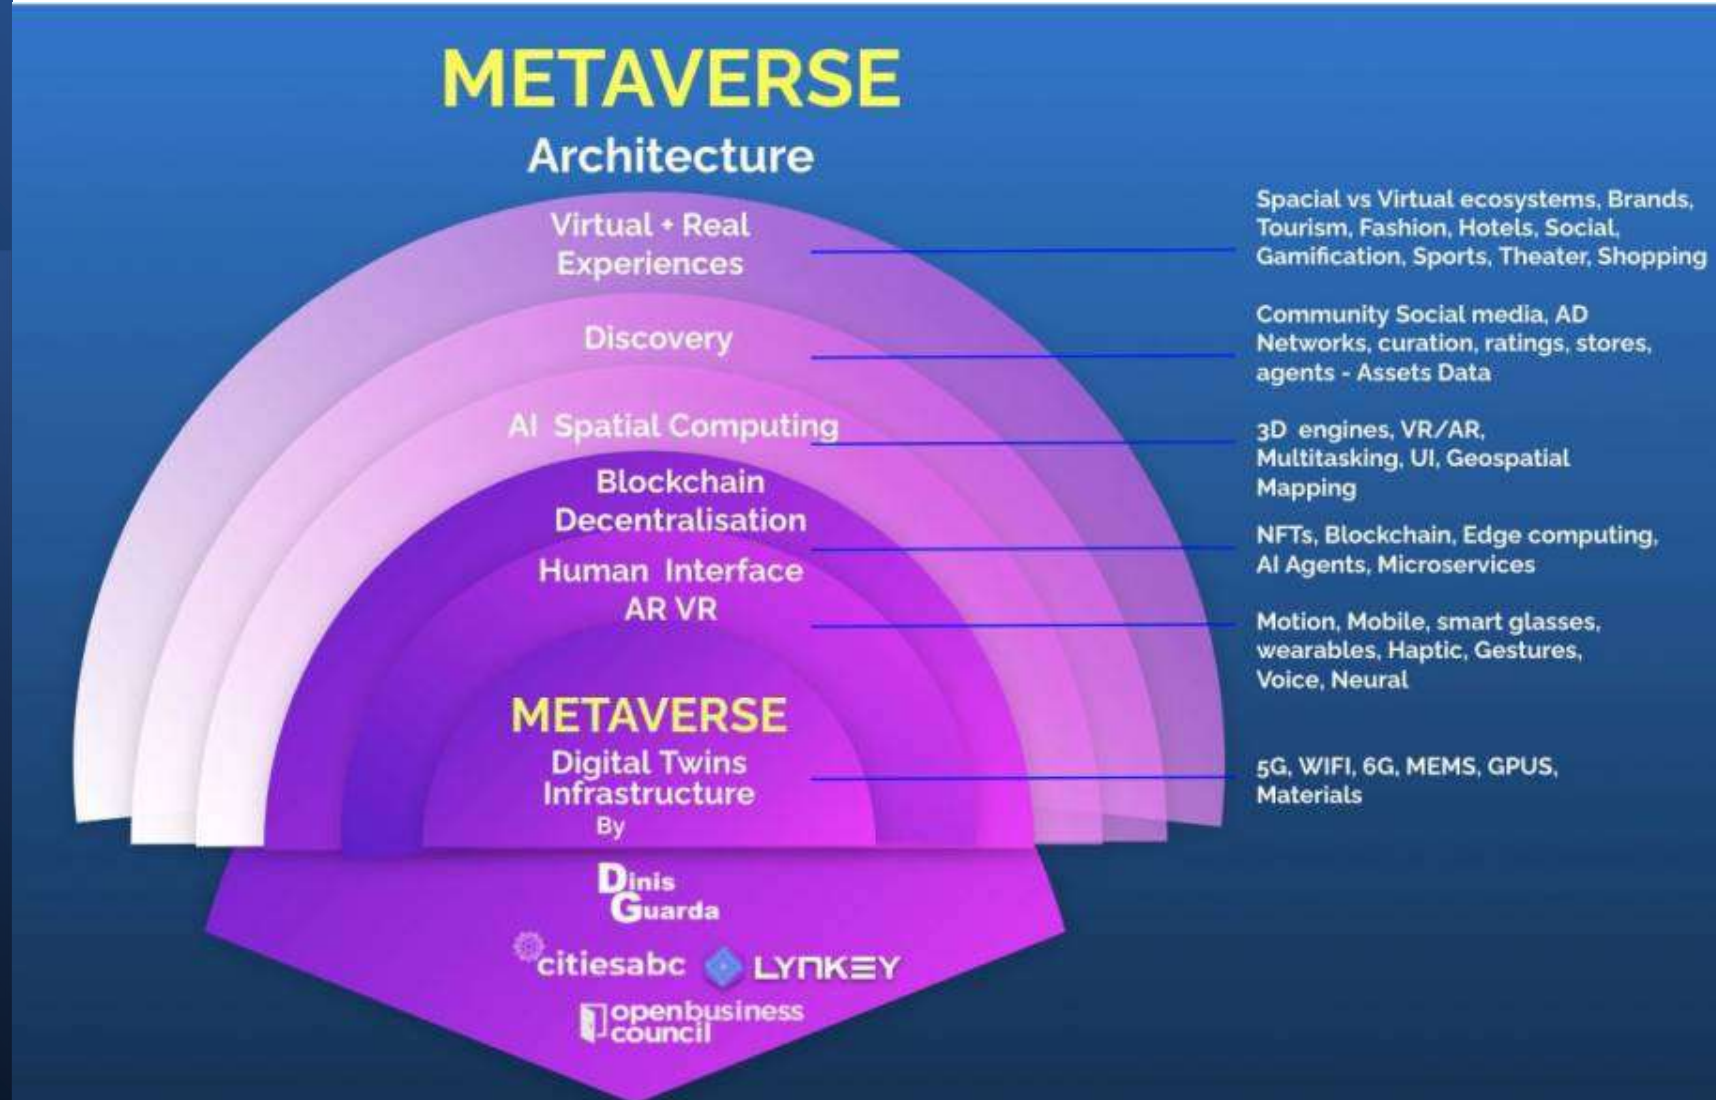 METAVERSE
Architecture
Virtual + Real
Experiences
Spacial vs Virtual ecosystems, Brands,
Tourism, Fashion, Hotels, Social,
Gamification, Sports, Theater, Shopping
Discovery
Community Social media, AD
Networks, curation, ratings, stores,
agents - Assets Data
AI Spatial Computing
3D engines, VR/AR,
Multitasking, UI, Geospatial
Mapping
Blockchain
Decentralisation
NFTs, Blockchain, Edge computing,
AI Agents, Microservices
Human Interface
AR VR
Motion, Mobile, smart glasses,
wearables, Haptic, Gestures,
Voice, Neural
METAVERSE
Digital Twins
Infrastructure
By
5G, WIFI, 6G, MEMS, GPUS,
Materials
Dinis
Guarda
citiesabc
LYNKEY
openbusiness
council